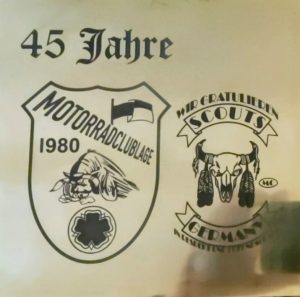 45 Jahre
MOTORRADCLUBLAGE
1980
WIR GRATULIEREN
SCOUTS
MC
GERMANY